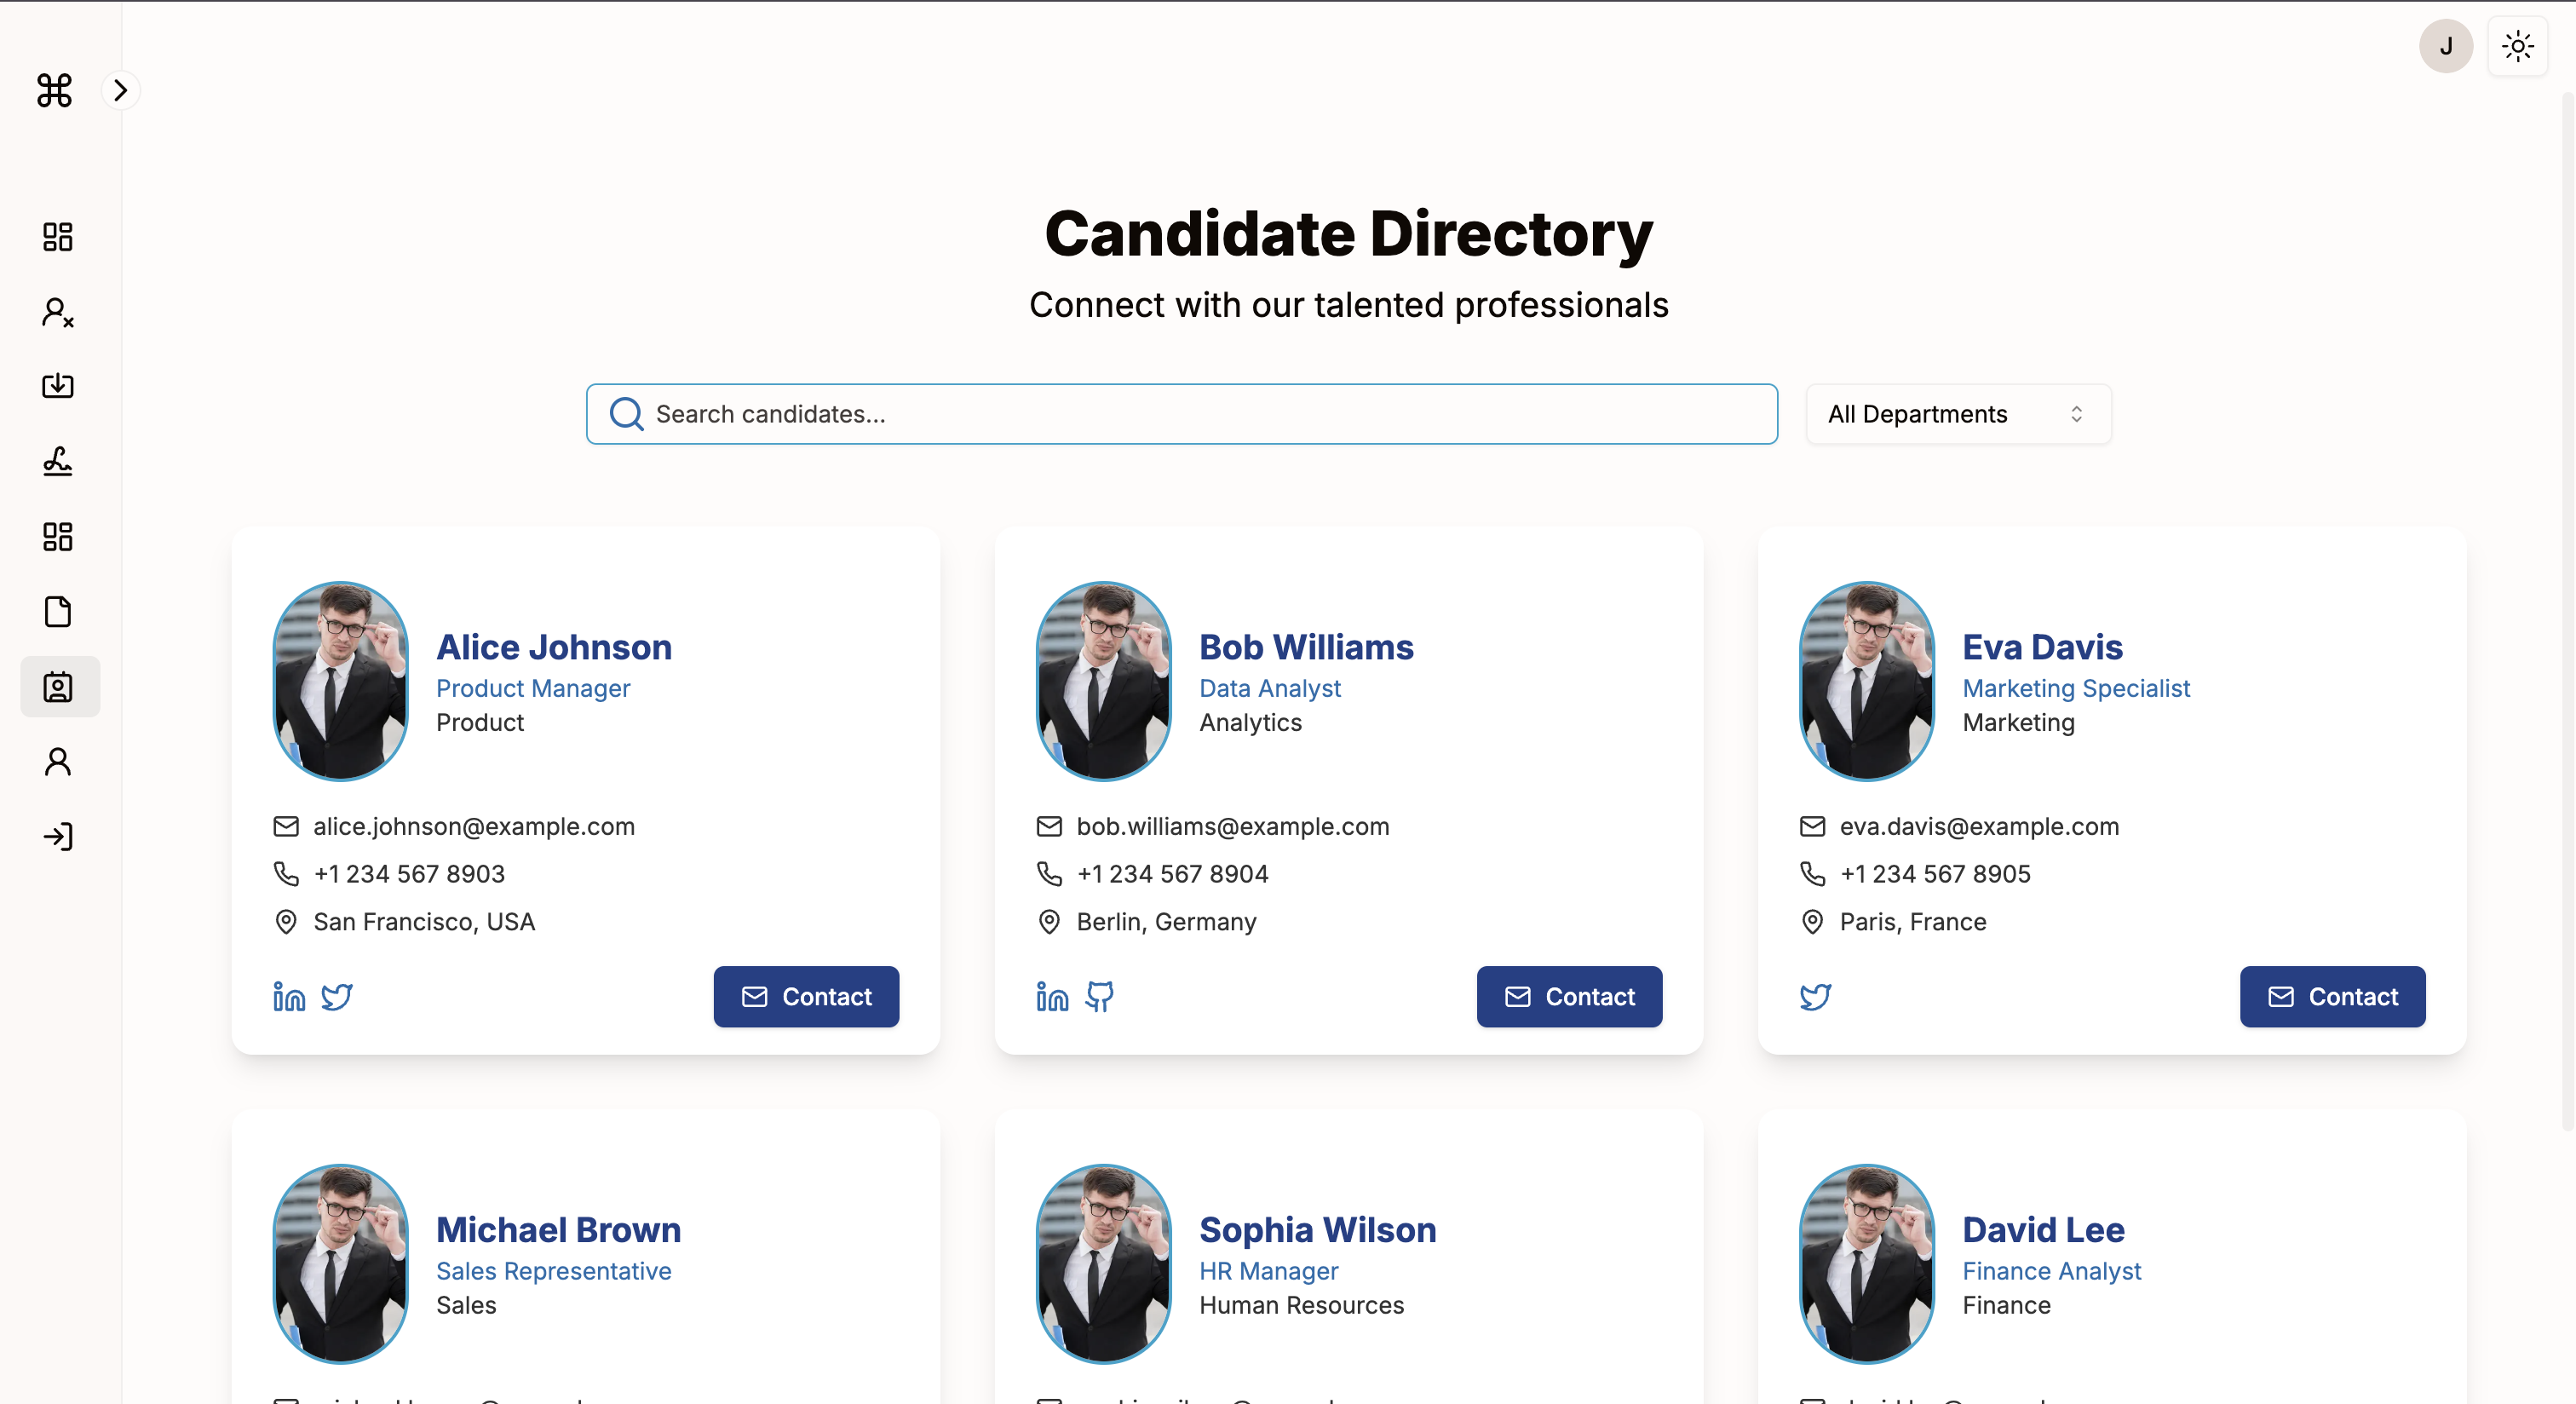 J
Candidate Directory
Connect with our talented professionals
Search candidates...
All Departments
Alice Johnson
Product Manager
Product
alice.johnson@example.com
+1 234 567 8903
San Francisco, USA
Contact
Bob Williams
Data Analyst
Analytics
bob.williams@example.com
+1 234 567 8904
Berlin, Germany
Contact
Eva Davis
Marketing Specialist
Marketing
eva.davis@example.com
+1 234 567 8905
Paris, France
Contact
Michael Brown
Sales Representative
Sales
Sophia Wilson
HR Manager
Human Resources
David Lee
Finance Analyst
Finance